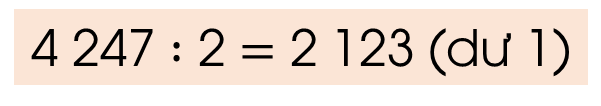 4 247 : 2 = 2 123 (dư 1)